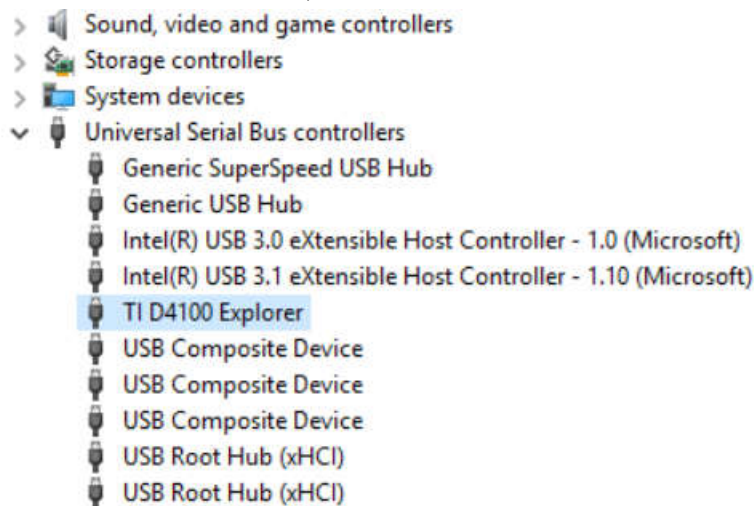 Sound, video and game controllers
Storage controllers
System devices
Universal Serial Bus controllers
Generic SuperSpeed USB Hub
Generic USB Hub
Intel(R) USB 3.0 eXtensible Host Controller - 1.0 (Microsoft)
Intel(R) USB 3.1 eXtensible Host Controller - 1.10 (Microsoft)
TI D4100 Explorer
USB Composite Device
USB Composite Device
USB Composite Device
USB Root Hub (xHCI)
USB Root Hub (xHCI)